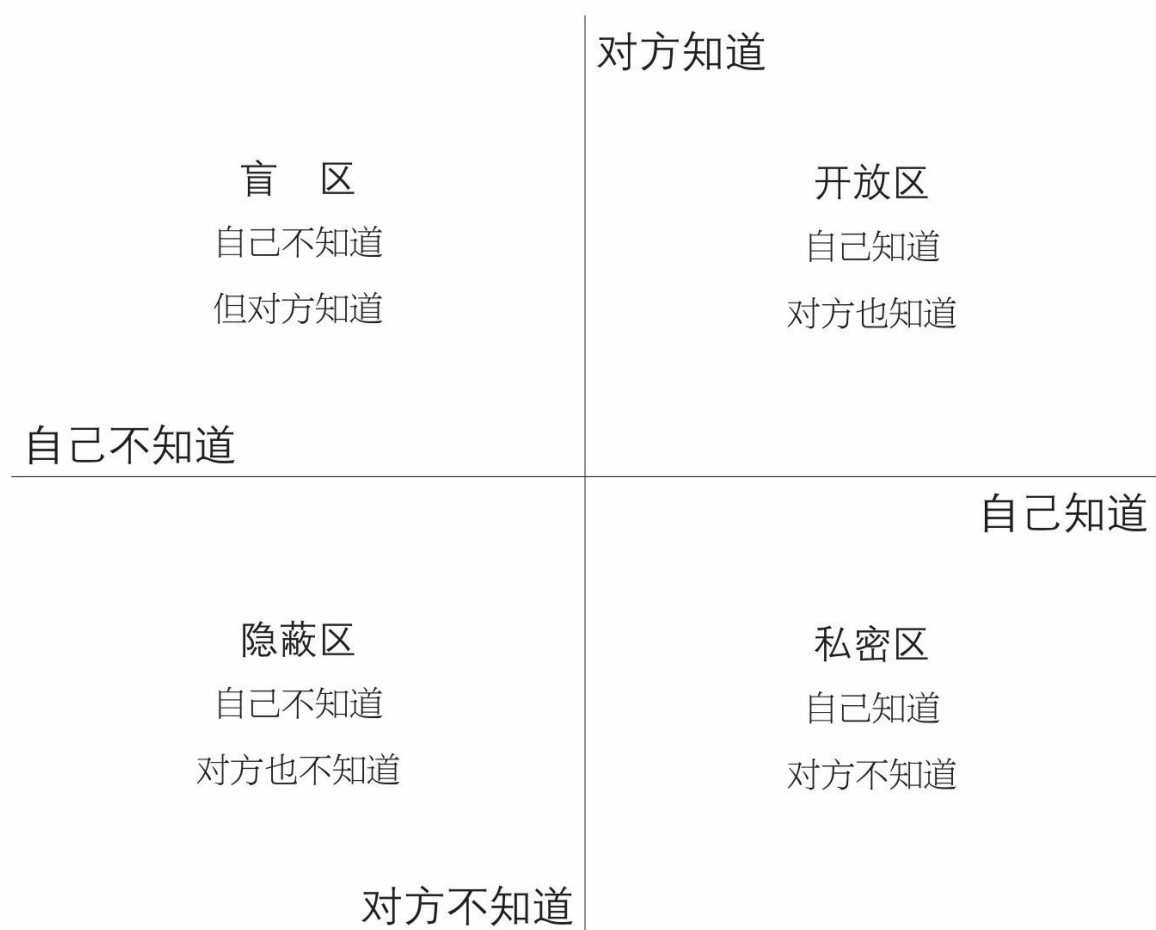 对方知道
盲 区
自己不知道
但对方知道
开放区
自己知道
对方也知道
自己不知道
自己知道
隐蔽区
自己不知道
对方也不知道
私密区
自己知道
对方不知道
对方不知道